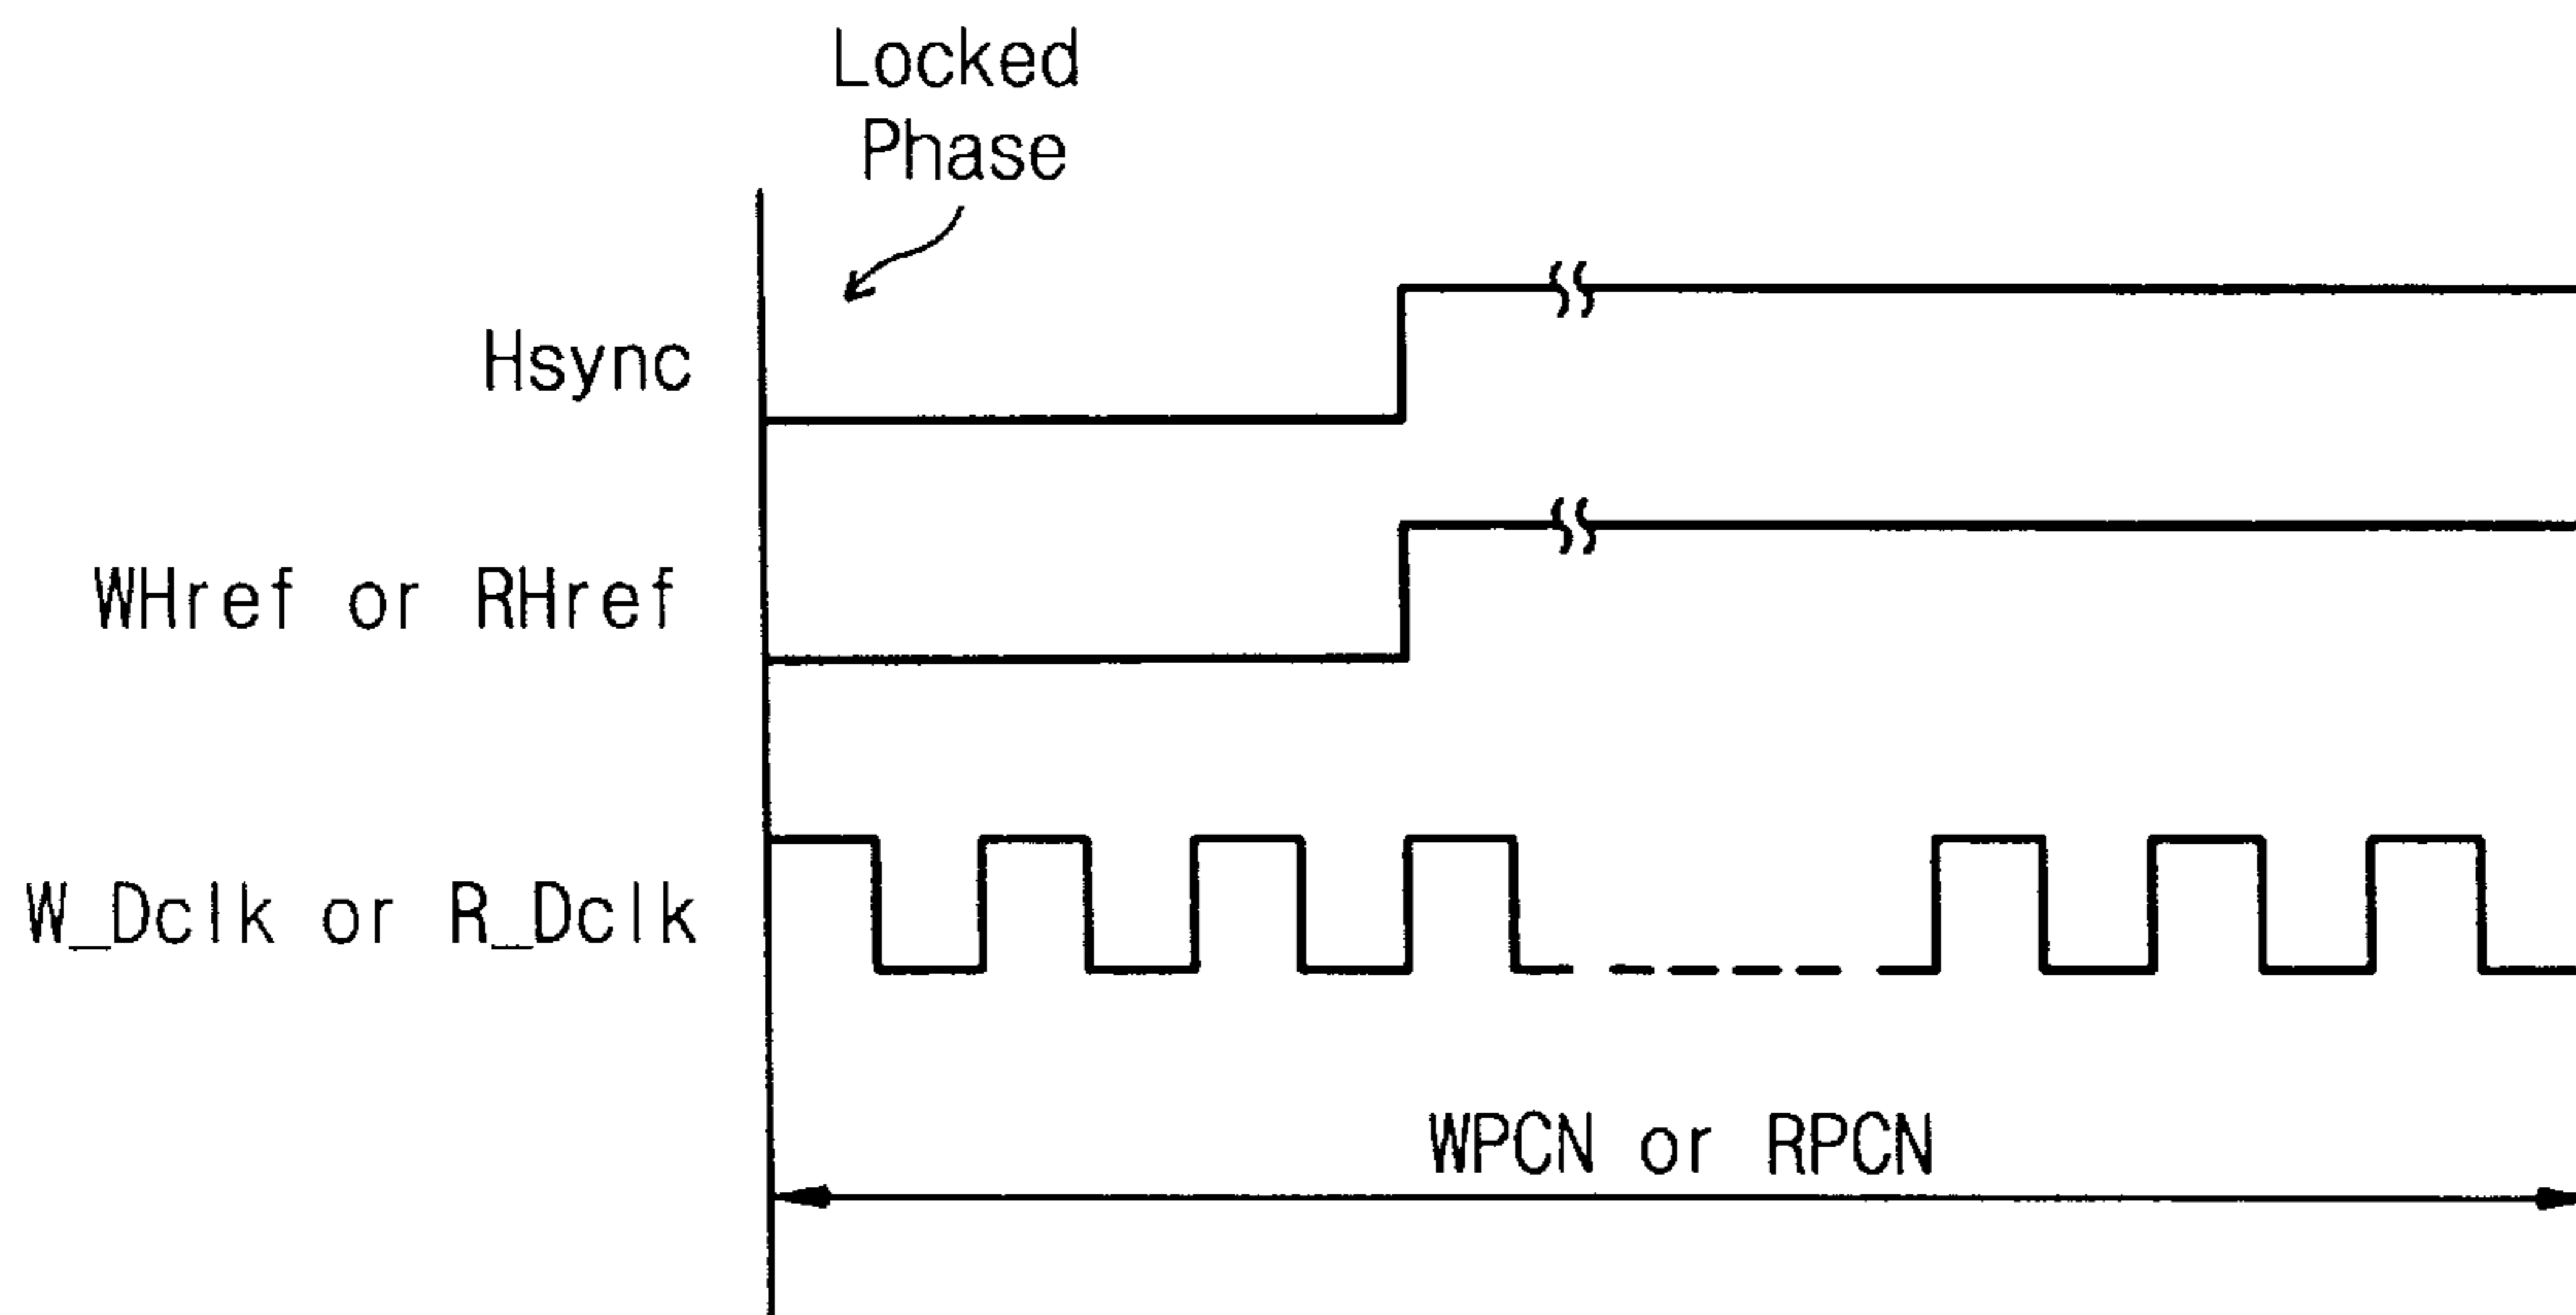 Locked
Phase
Hsync
WHref or RHref
W_Dclk or R_Dclk
WPCN or RPCN